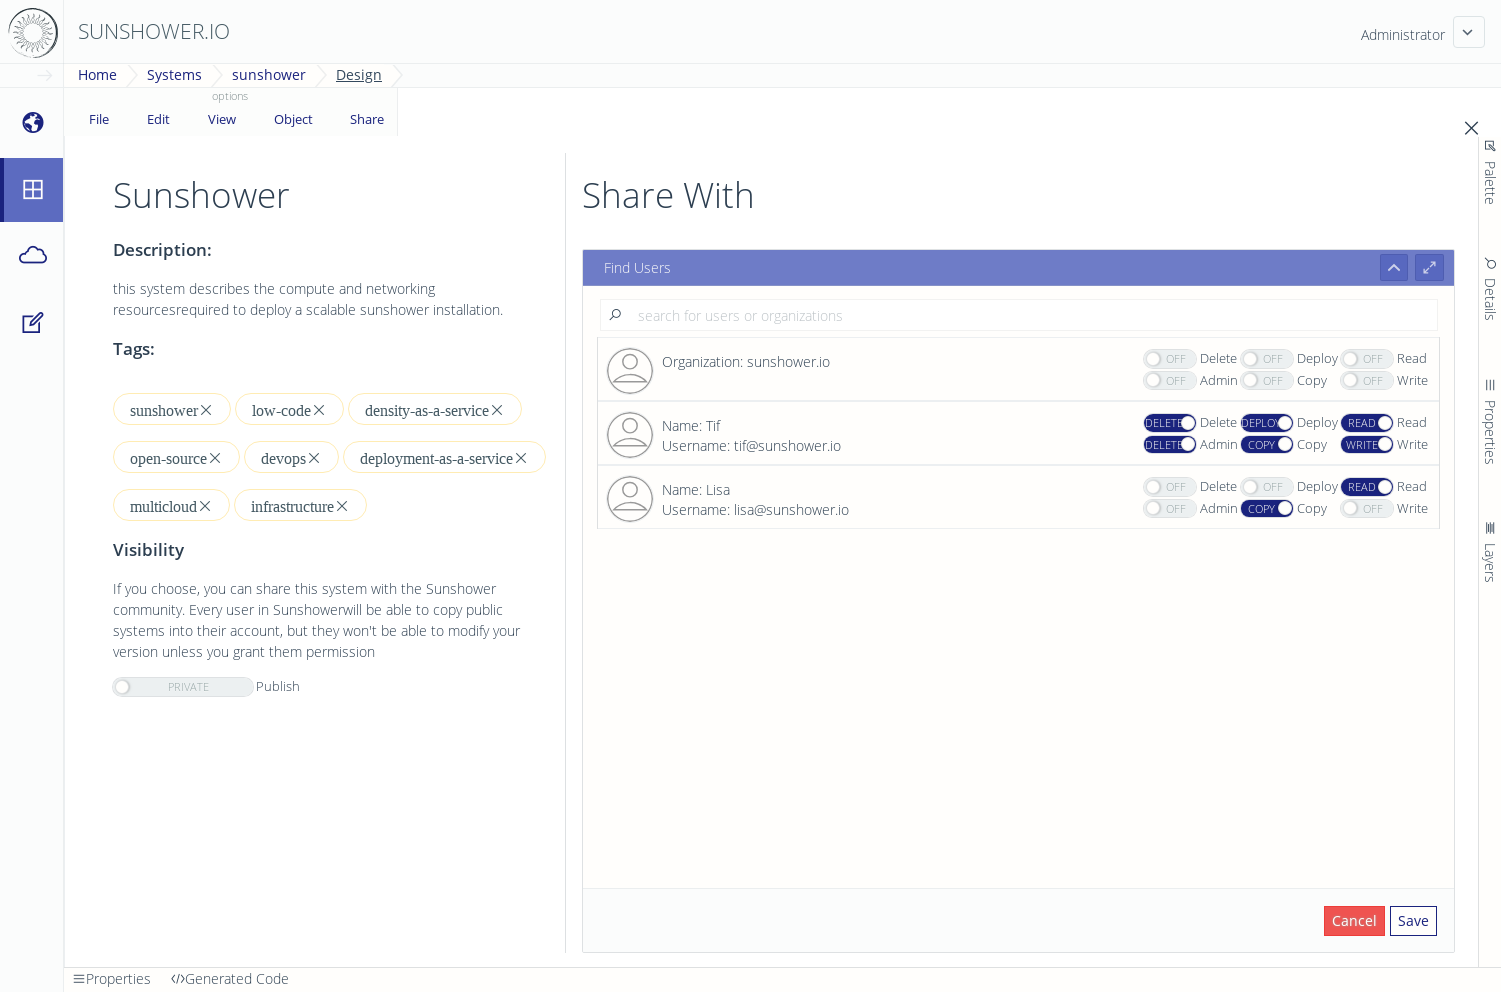 SUNSHOWER.IO
Administrator
Home
Systems
sunshower
Design
options
File
Edit
View
Object
Share
Sunshower
Description:
this system describes the compute and networking
resourcesrequired to deploy a scalable sunshower installation.
Tags:
sunshower
low-code
density-as-a-service
open-source
devops
deployment-as-a-service
multicloud
infrastructure
Visibility
If you choose, you can share this system with the Sunshower
community. Every user in Sunshowerwill be able to copy public
systems into their account, but they won't be able to modify your
version unless you grant them permission
PRIVATE Publish
Share With
Find Users
search for users or organizations
Organization: sunshower.io
OFF Delete OFF Deploy OFF Read
OFF Admin OFF Copy OFF Write
Name: Tif
Username: tif@sunshower.io
DELETE Delete DEPLOY Deploy READ Read
DELETE Admin COPY Copy WRITE Write
Name: Lisa
Username: lisa@sunshower.io
OFF Delete OFF Deploy READ Read
OFF Admin COPY Copy OFF Write
Cancel
Save
Palette
Details
Properties
Layers
Properties
Generated Code